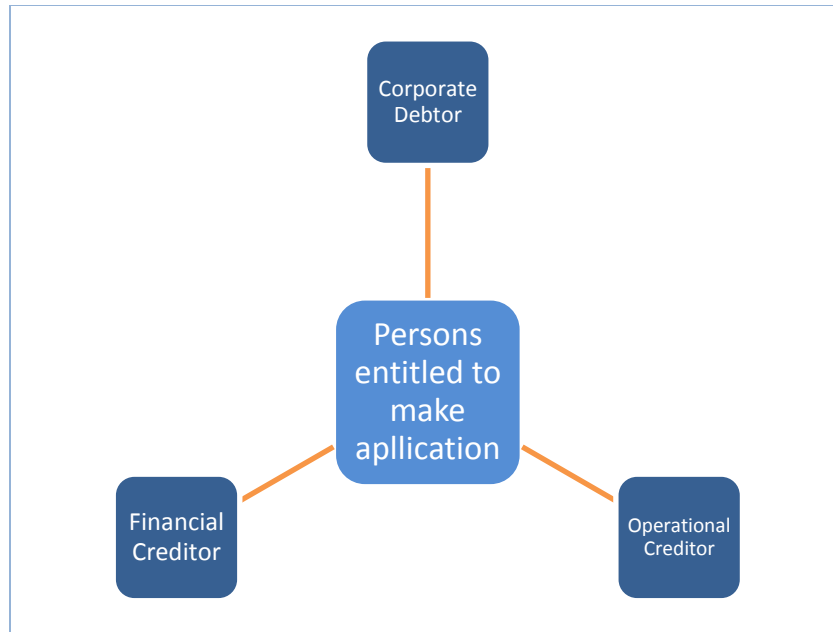 Corporate
Debtor
Persons
entitled to
make
apllication
Financial
Creditor
Operational
Creditor